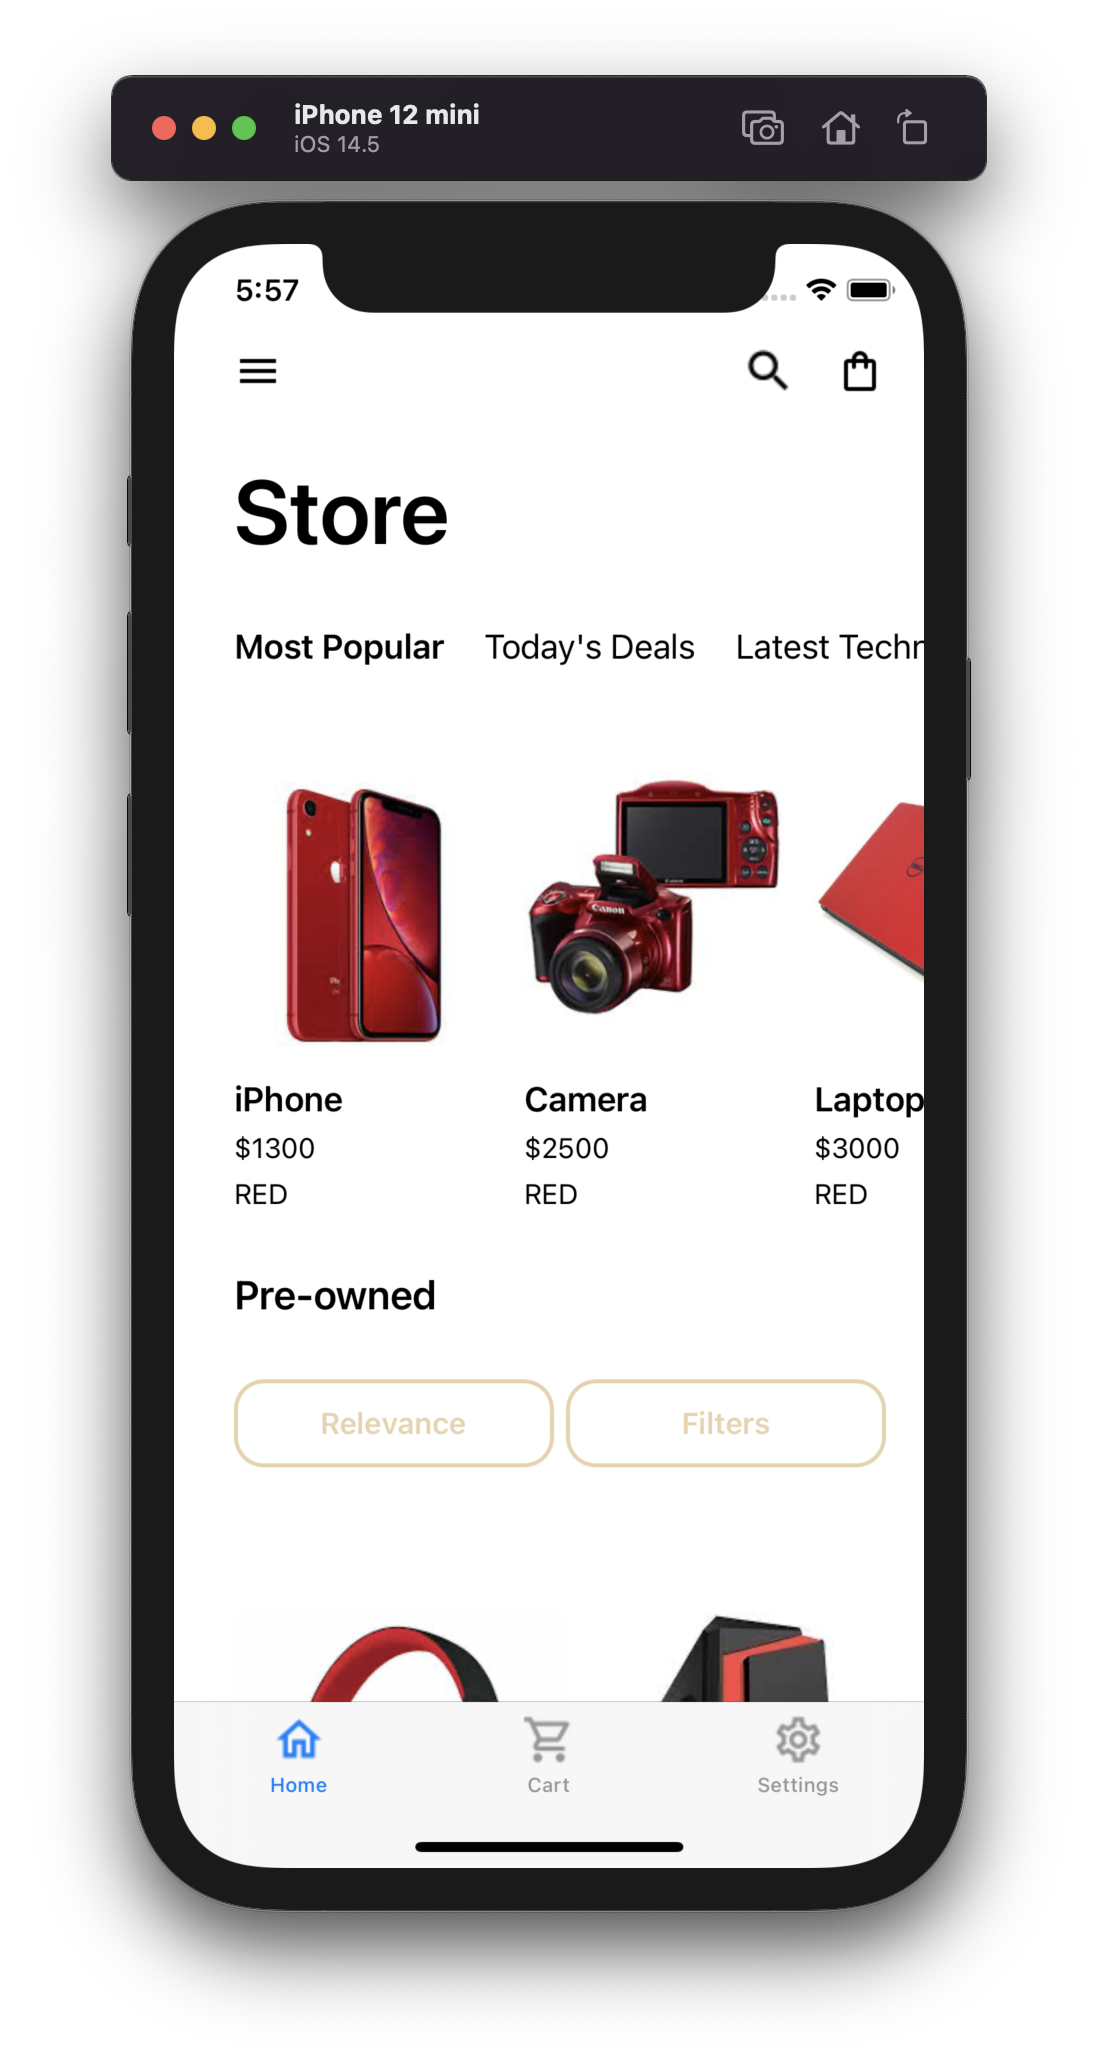 iPhone 12 mini
iOS 14.5
5:57
Store
Most Popular Today's Deals Latest Techn
Canon
iPhone Camera Laptop
$1300 $2500 $3000
RED RED RED
Pre-owned
Relevance Filters
Home Cart Settings